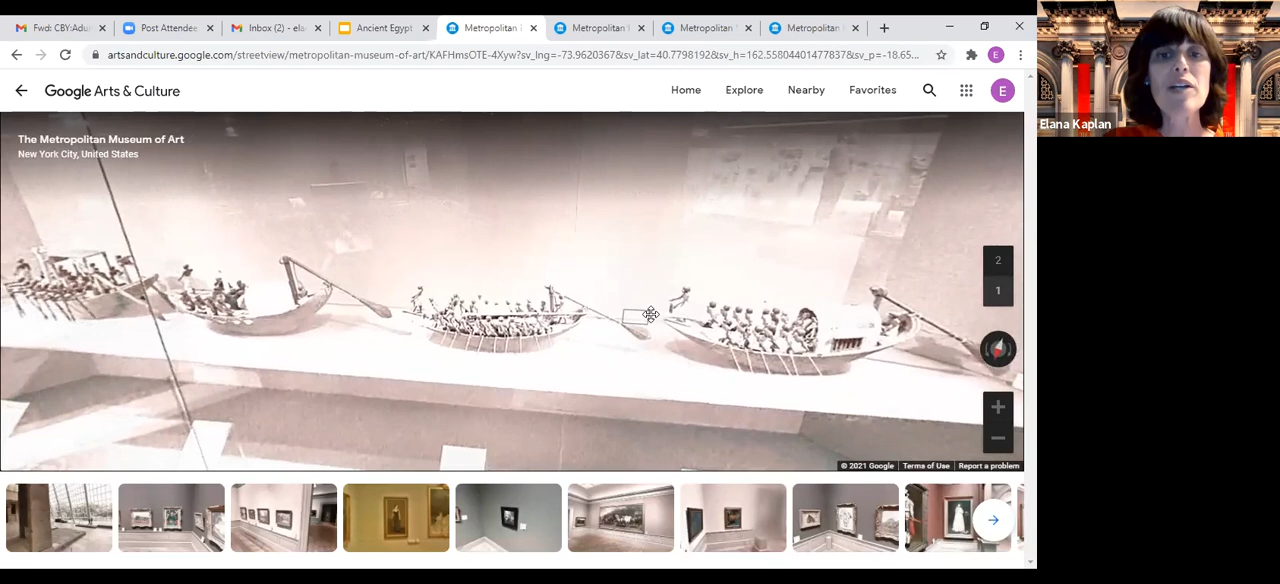 Fwd: CBY:Adu
Post Attendee
Inbox (2) - ela
Ancient Egypt
Metropolitan
Metropolitan
Metropolitan
Metropolitan
artsandculture.google.com/streetview/metropolitan-museum-of-art/KAFHmsOTE-4Xyw?sv_lng=-73.9620367&sv_lat=40.7798192&sv_h=162.55804401477837&sv_p=-18.65...
E
Google Arts & Culture
Home
Explore
Nearby
Favorites
E
Elana Kaplan
The Metropolitan Museum of Art
New York City, United States
2
1
© 2021 Google
Terms of Use
Report a problem